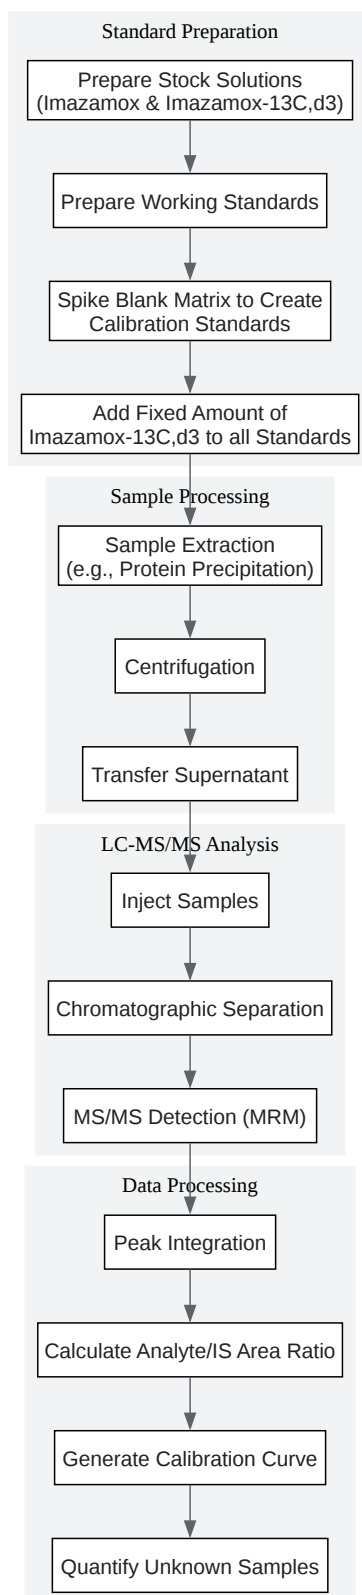 Standard Preparation
Prepare Stock Solutions
(Imazamox & Imazamox-13C,d3)
Prepare Working Standards
Spike Blank Matrix to Create
Calibration Standards
Add Fixed Amount of
Imazamox-13C,d3 to all Standards
Sample Processing
Sample Extraction
(e.g., Protein Precipitation)
Centrifugation
Transfer Supernatant
LC-MS/MS Analysis
Inject Samples
Chromatographic Separation
MS/MS Detection (MRM)
Data Processing
Peak Integration
Calculate Analyte/IS Area Ratio
Generate Calibration Curve
Quantify Unknown Samples